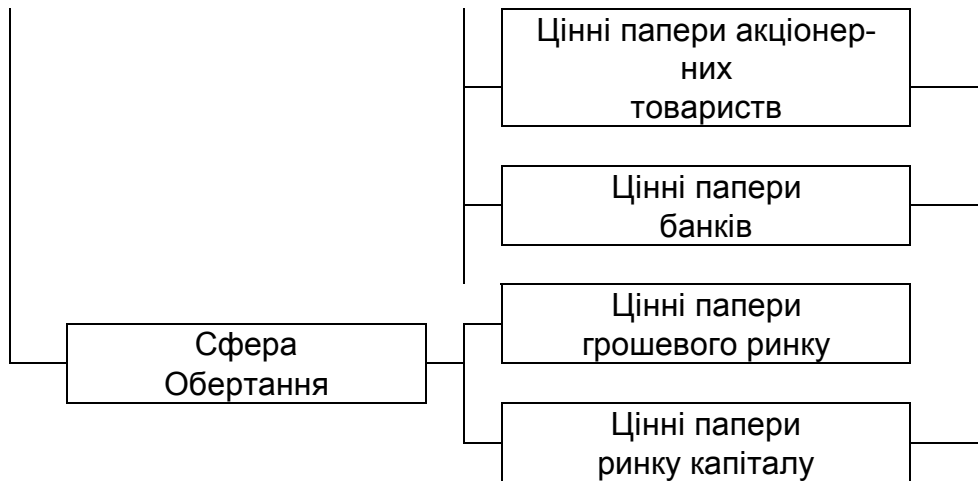 Цінні папери акціонер-
них
товариств
Цінні папери
банків
Цінні папери
грошевого ринку
Сфера
Обертання
Цінні папери
ринку капіталу